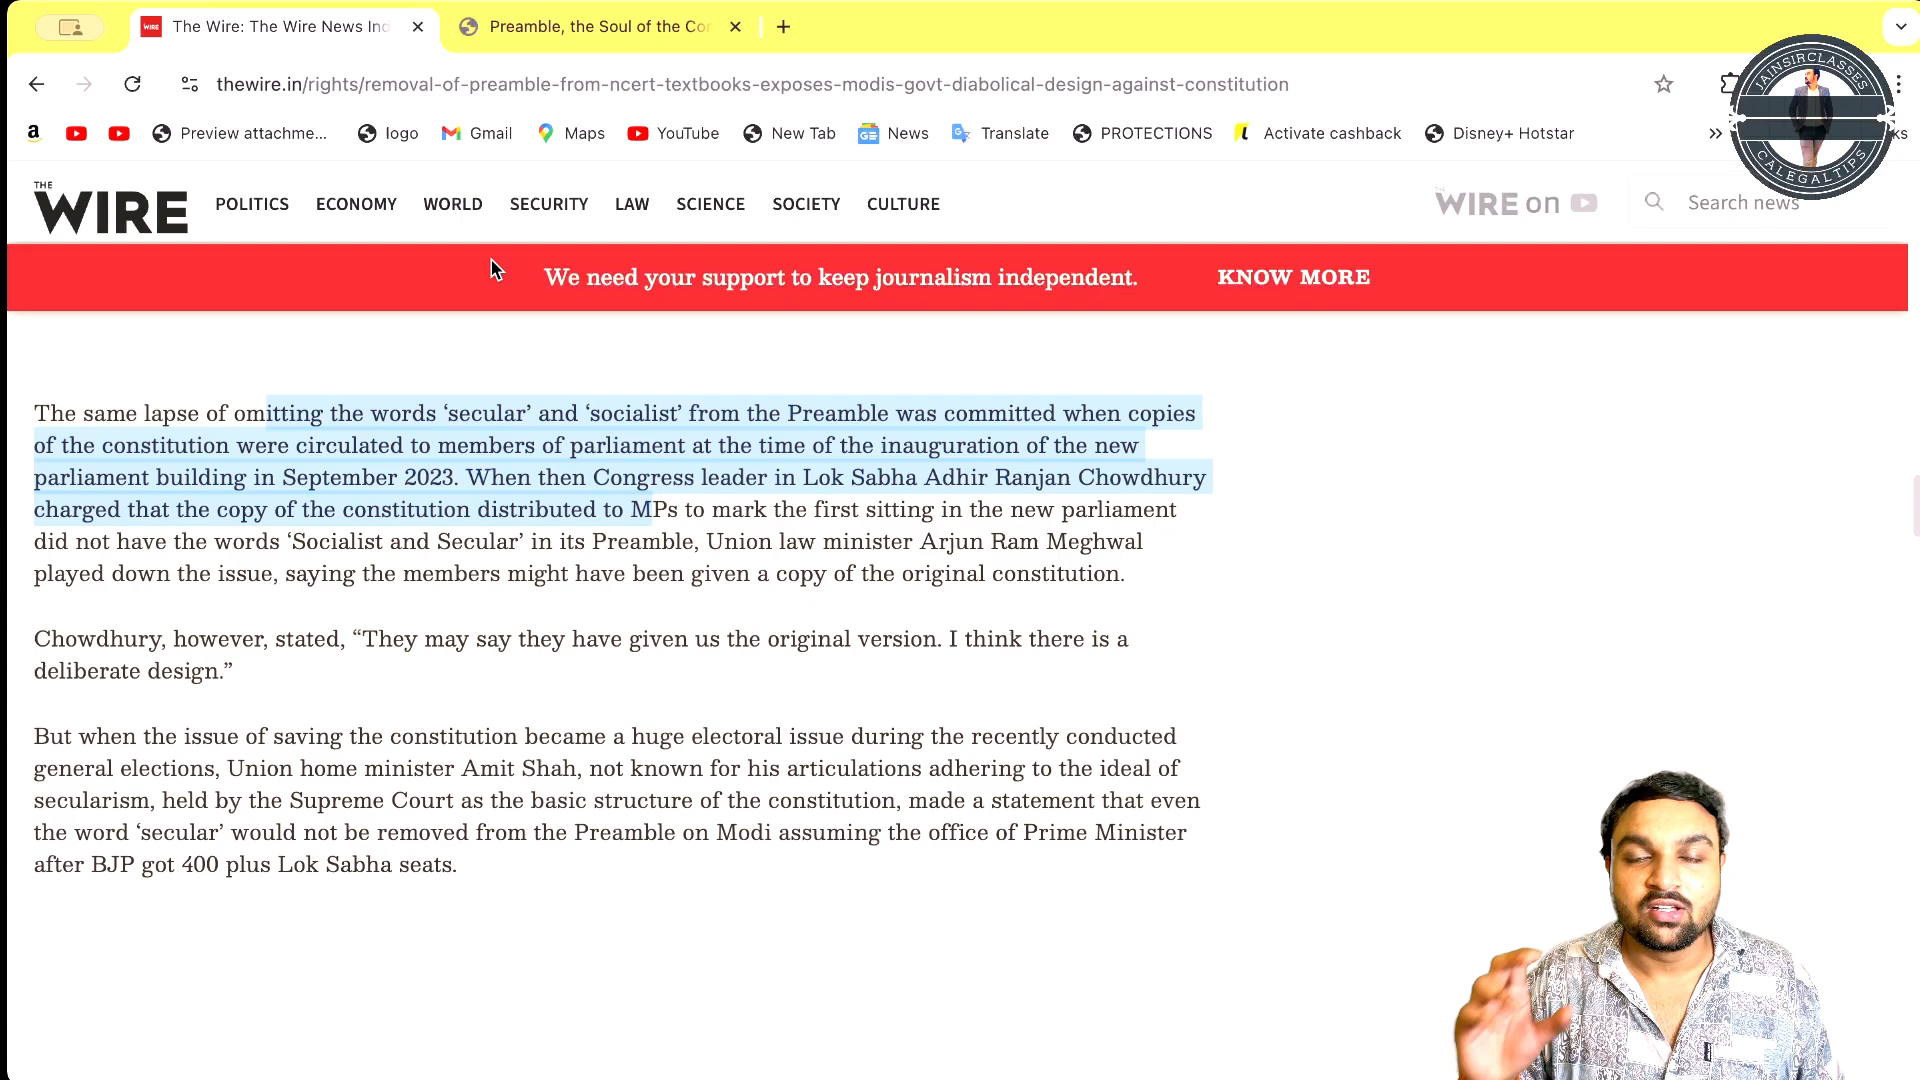 The Wire: The Wire News Ind
Preamble, the Soul of the Con
thewire.in/rights/removal-of-preamble-from-ncert-textbooks-exposes-modis-govt-diabolical-design-against-constitution
Preview attachme... logo Gmail Maps YouTube New Tab News Translate PROTECTIONS Activate cashback Disney+ Hotstar
JAINSIRCLASSES
CALEGALTIPS
THE WIRE
POLITICS ECONOMY WORLD SECURITY LAW SCIENCE SOCIETY CULTURE
THE WIRE on
Search news
We need your support to keep journalism independent. KNOW MORE
The same lapse of omitting the words ‘secular’ and ‘socialist’ from the Preamble was committed when copies
of the constitution were circulated to members of parliament at the time of the inauguration of the new
parliament building in September 2023. When then Congress leader in Lok Sabha Adhir Ranjan Chowdhury
charged that the copy of the constitution distributed to MPs to mark the first sitting in the new parliament
did not have the words ‘Socialist and Secular’ in its Preamble, Union law minister Arjun Ram Meghwal
played down the issue, saying the members might have been given a copy of the original constitution.
Chowdhury, however, stated, “They may say they have given us the original version. I think there is a
deliberate design.”
But when the issue of saving the constitution became a huge electoral issue during the recently conducted
general elections, Union home minister Amit Shah, not known for his articulations adhering to the ideal of
secularism, held by the Supreme Court as the basic structure of the constitution, made a statement that even
the word ‘secular’ would not be removed from the Preamble on Modi assuming the office of Prime Minister
after BJP got 400 plus Lok Sabha seats.